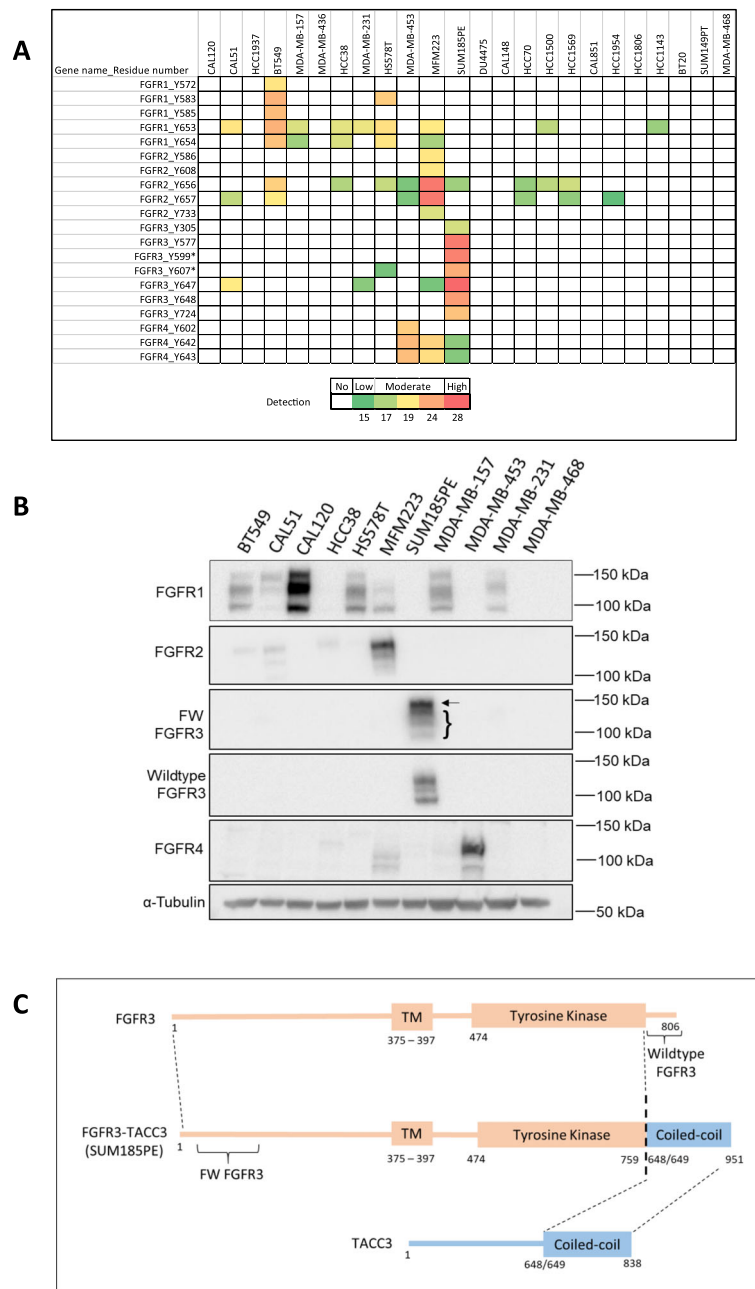 A
Gene name_Residue number
CAL120
CAL51
HCC1937
BT549
MDA-MB-157
MDA-MB-436
HCC38
MDA-MB-231
HS578T
MDA-MB-453
MFM223
SUM185PE
DU4475
CAL148
HCC70
HCC1500
HCC1569
CAL851
HCC1954
HCC1806
HCC1143
BT20
SUM149PT
MDA-MB-468
FGFR1_Y572
FGFR1_Y583
FGFR1_Y585
FGFR1_Y653
FGFR1_Y654
FGFR2_Y586
FGFR2_Y608
FGFR2_Y656
FGFR2_Y657
FGFR2_Y733
FGFR3_Y305
FGFR3_Y577
FGFR3_Y599*
FGFR3_Y607*
FGFR3_Y647
FGFR3_Y648
FGFR3_Y724
FGFR4_Y602
FGFR4_Y642
FGFR4_Y643
No Low Moderate High
Detection
15 17 19 24 28
B
BT549
CAL51
CAL120
HCC38
HS578T
MFM223
SUM185PE
MDA-MB-157
MDA-MB-453
MDA-MB-231
MDA-MB-468
FGFR1
150 kDa
100 kDa
FGFR2
150 kDa
100 kDa
FW
FGFR3
}
150 kDa
100 kDa
Wildtype
FGFR3
150 kDa
100 kDa
FGFR4
150 kDa
100 kDa
α-Tubulin
50 kDa
C
FGFR3
TM
Tyrosine Kinase
1
375 – 397
474
806
Wildtype
FGFR3
FGFR3-TACC3
(SUM185PE)
TM
Tyrosine Kinase
Coiled-coil
1
375 – 397
474
759
648/649
951
FW FGFR3
TACC3
Coiled-coil
1
648/649
838